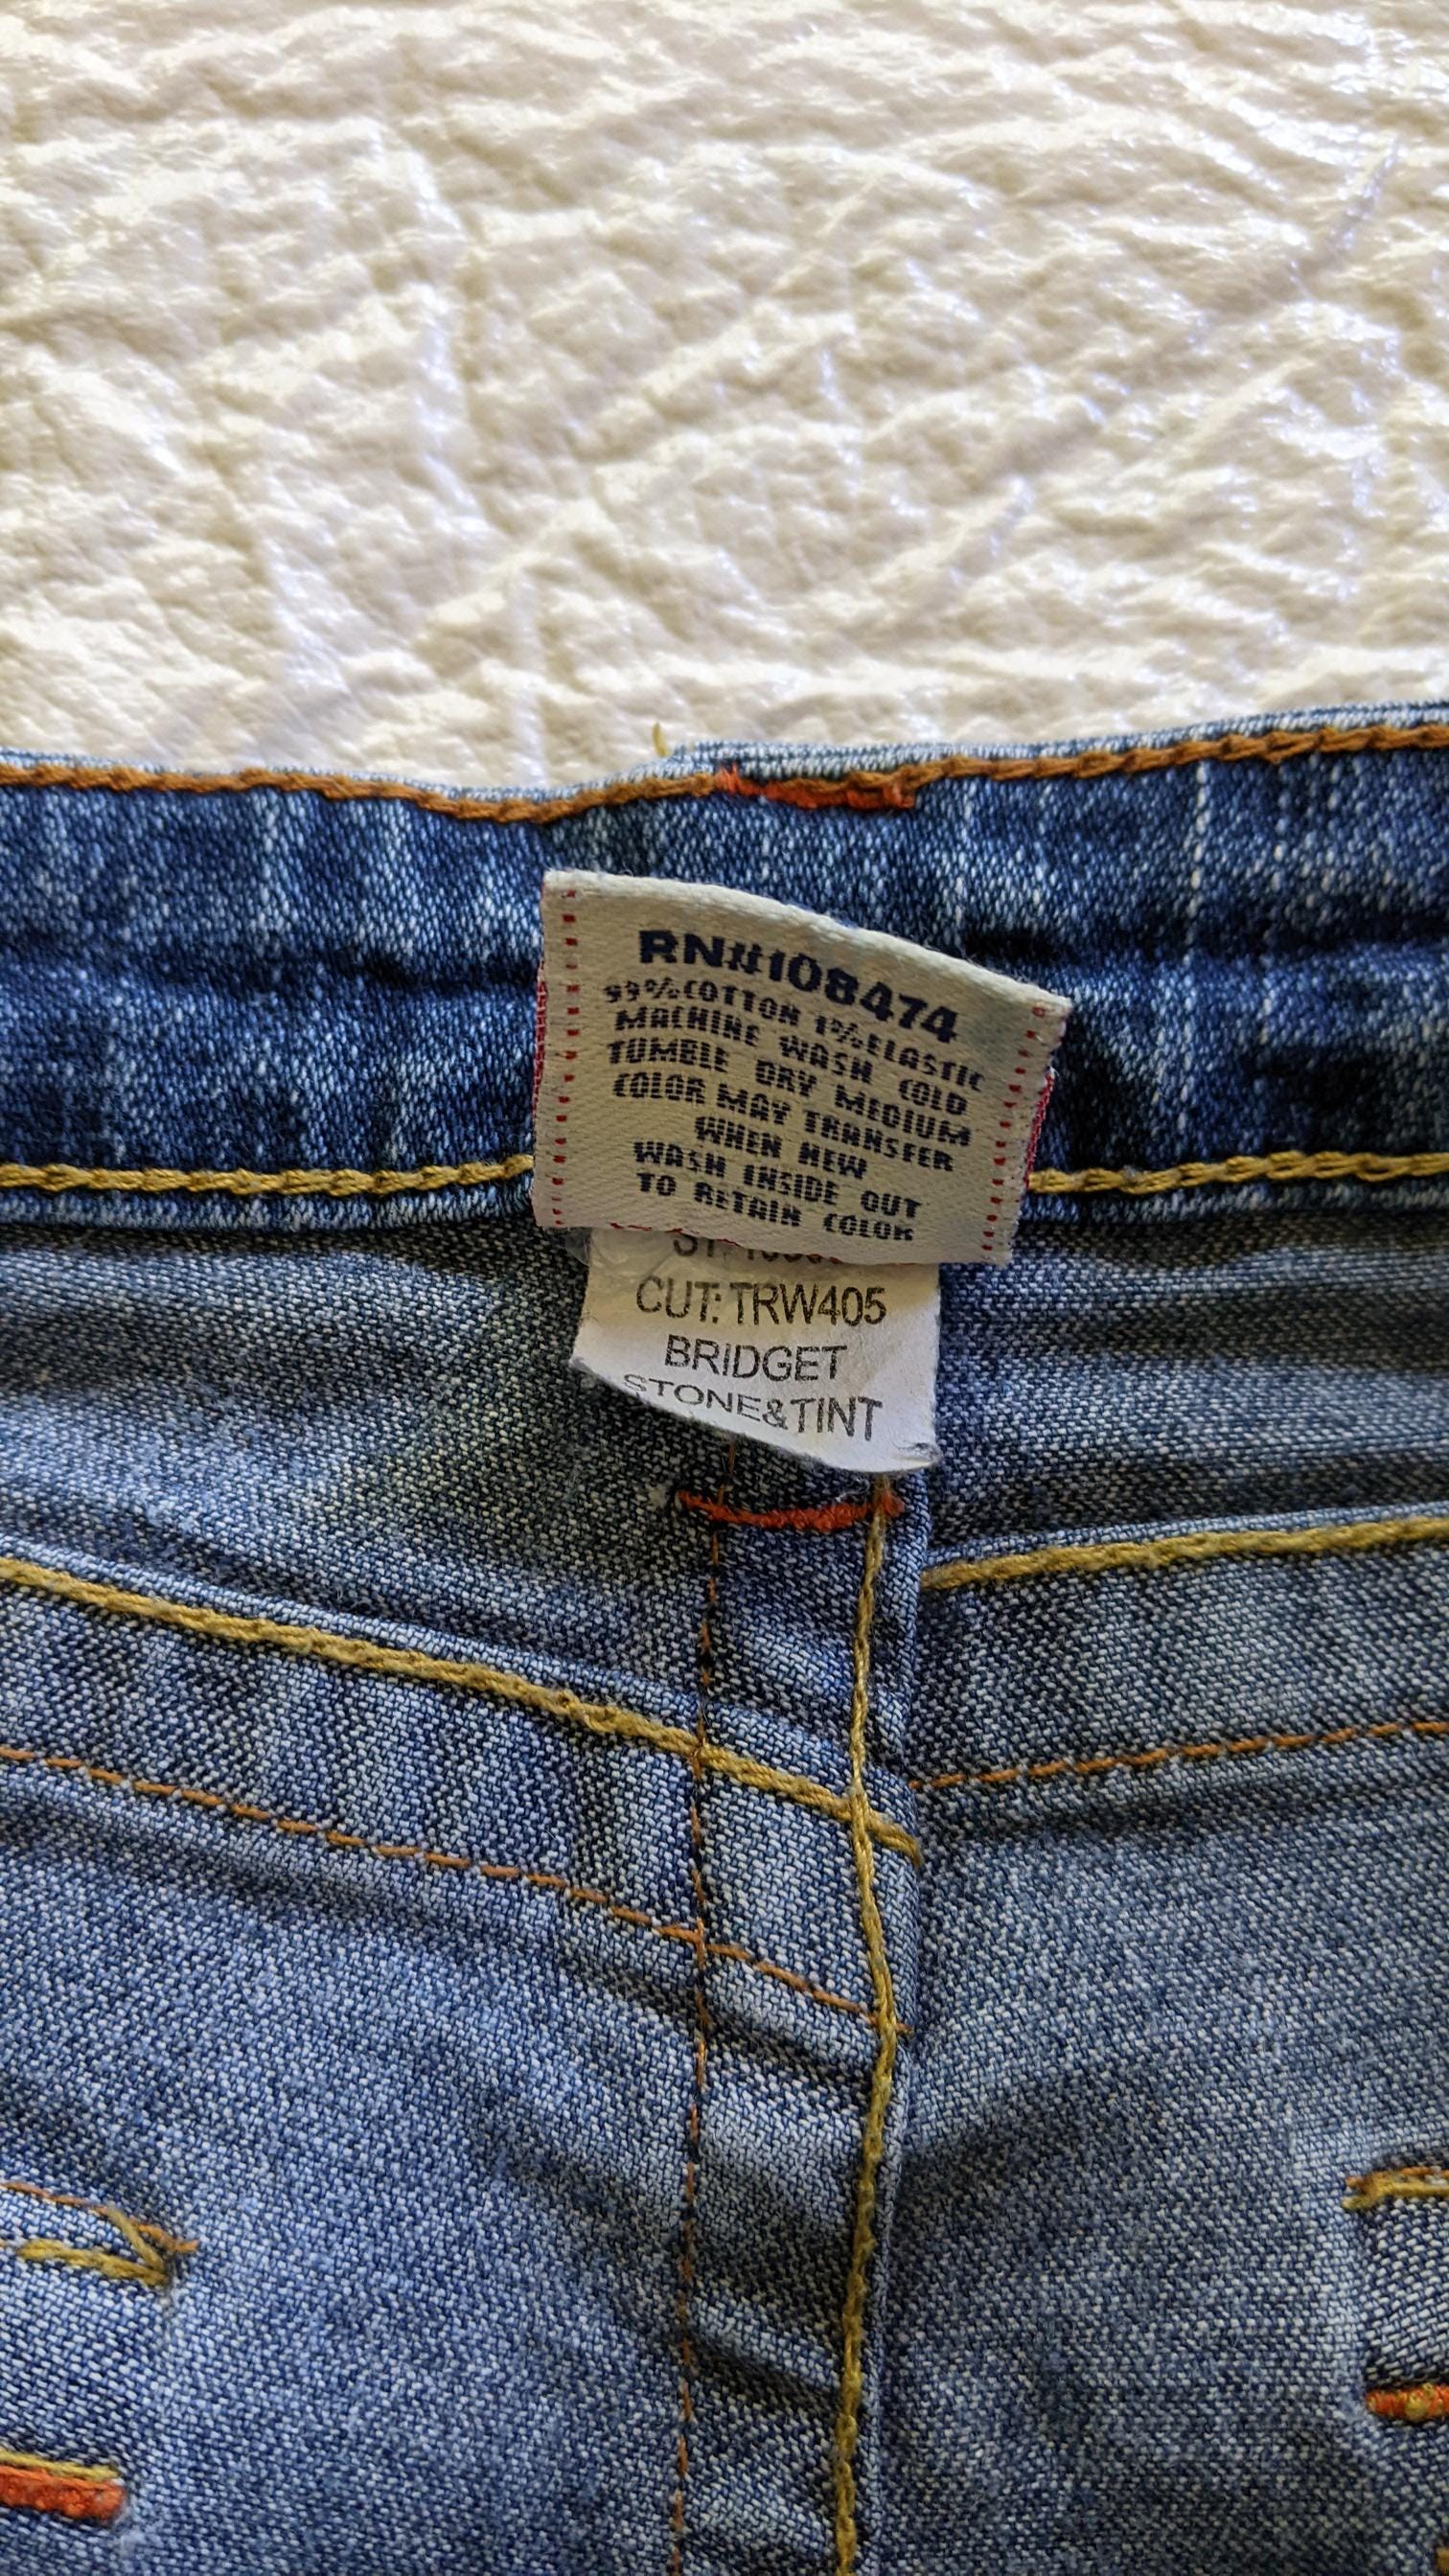 RN#108474
99%COTTON 1%ELASTIC
MACHINE WASH COLD
TUMBLE DRY MEDIUM
COLOR MAY TRANSFER
WHEN NEW
WASH INSIDE OUT
TO RETAIN COLOR
CUT: TRW405
BRIDGET
STONE&TINT